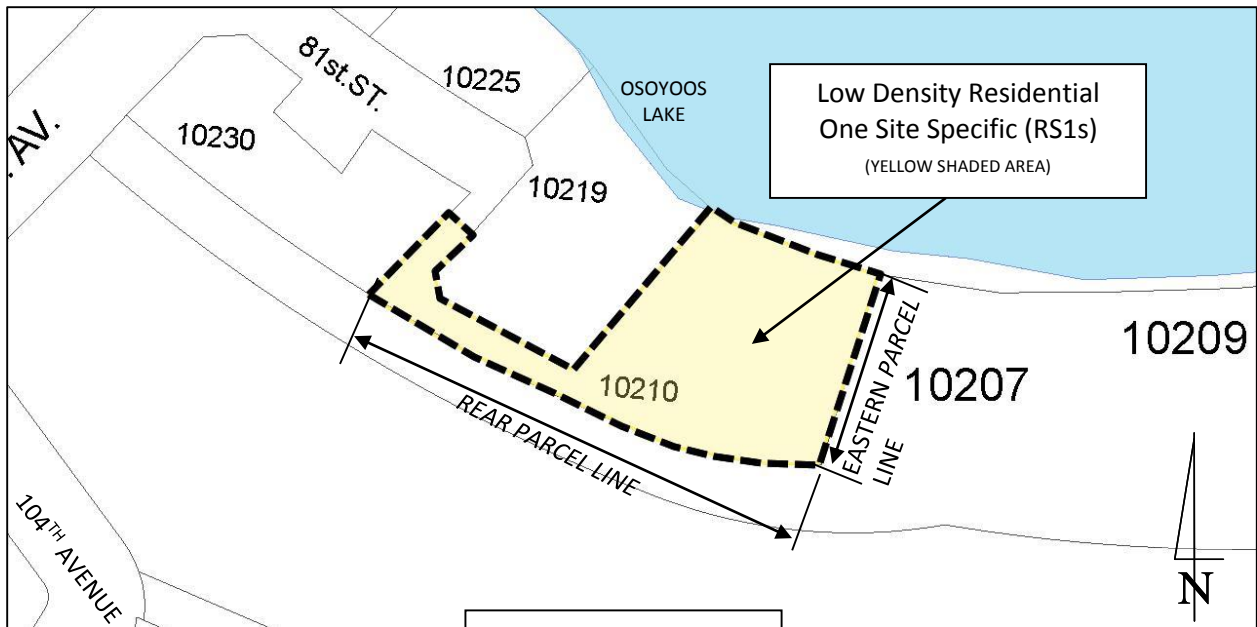 81st.ST.
10225
OSOYOOS
LAKE
Low Density Residential
One Site Specific (RS1s)
(YELLOW SHADED AREA)
AV.
10230
10219
10209
10207
10210
EASTERN PARCEL
LINE
REAR PARCEL LINE
104TH AVENUE
N